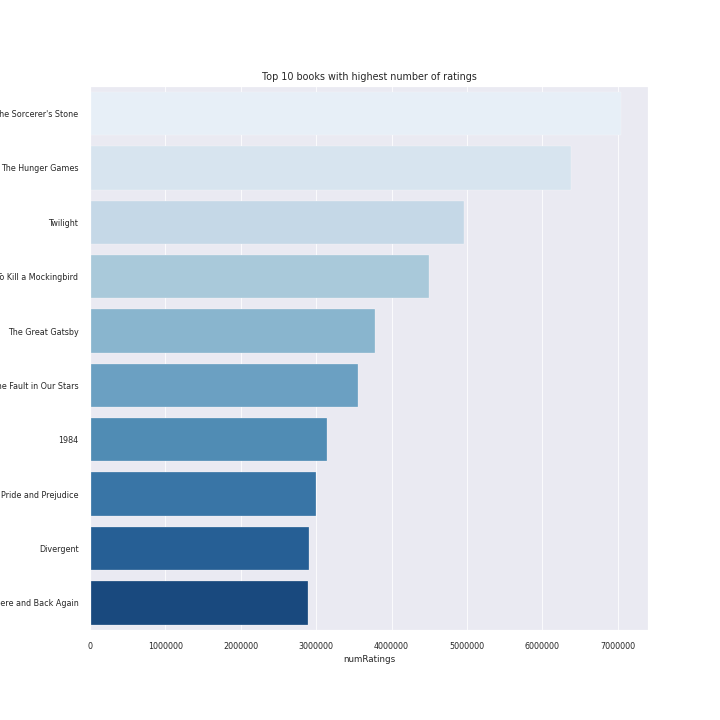 Top 10 books with highest number of ratings
he Sorcerer's Stone
The Hunger Games
Twilight
To Kill a Mockingbird
The Great Gatsby
he Fault in Our Stars
1984
Pride and Prejudice
Divergent
ere and Back Again
0 1000000 2000000 3000000 4000000 5000000 6000000 7000000
numRatings